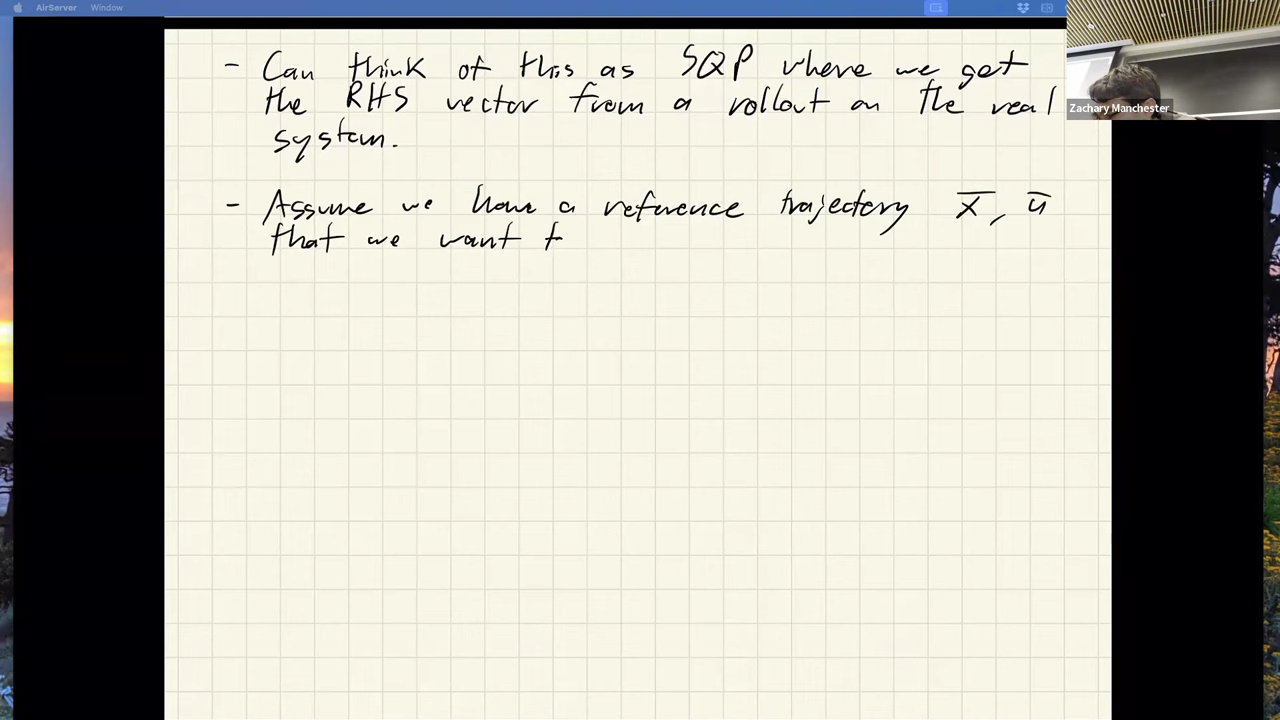 AirServer Window
- Can think of this as SQP where we get
the RHS vector from a rollout on the real
system.
Zachary Manchester
- Assume we have a reference trajectory x̄, ū
that we want t